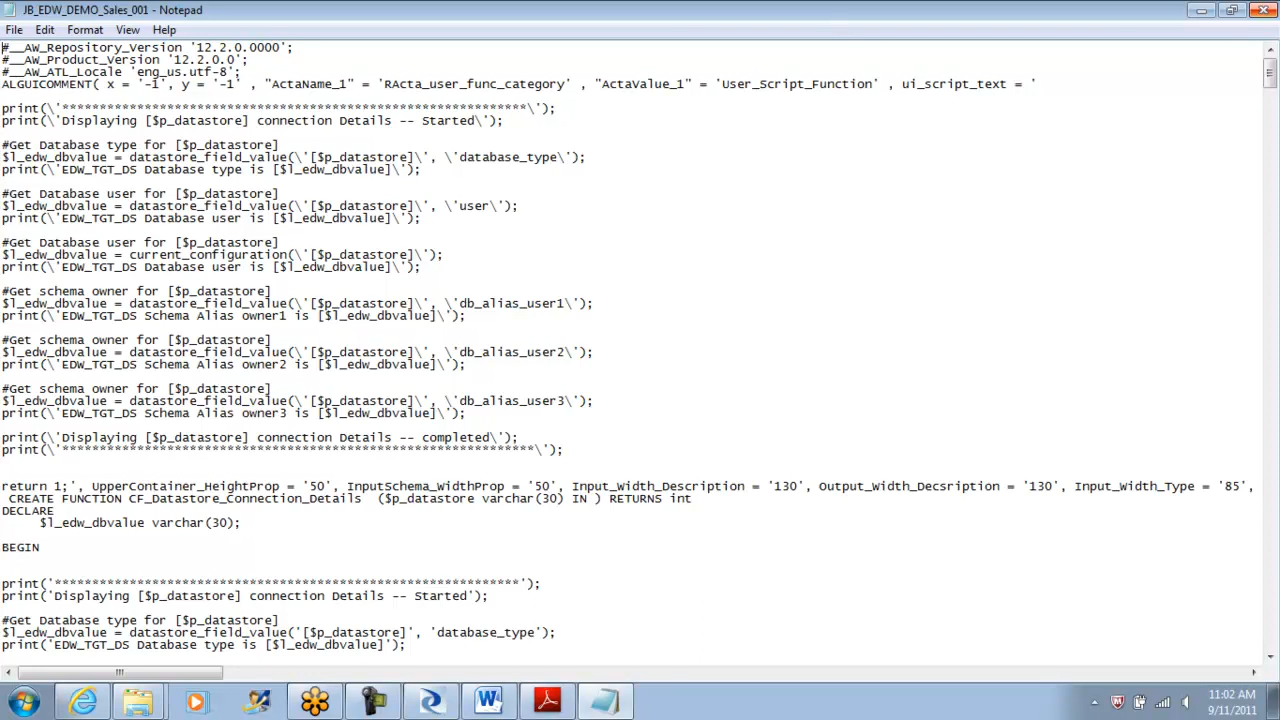 JB_EDW_DEMO_Sales_001 - Notepad
File Edit Format View Help
#__AW_Repository_Version '12.2.0.0000';
#__AW_Product_Version '12.2.0.0';
#__AW_ATL_Locale 'eng_us.utf-8';
ALGUICOMMENT( x = '-1', y = '-1' , "ActaName_1" = 'RActa_user_func_category' , "ActaValue_1" = 'User_Script_Function' , ui_script_text = '
print(\'**************************************************************\');
print(\'Displaying [$p_datastore] connection Details -- Started\');
#Get Database type for [$p_datastore]
$l_edw_dbvalue = datastore_field_value(\'[$p_datastore]\', \'database_type\');
print(\'EDW_TGT_DS Database type is [$l_edw_dbvalue]\');
#Get Database user for [$p_datastore]
$l_edw_dbvalue = datastore_field_value(\'[$p_datastore]\', \'user\');
print(\'EDW_TGT_DS Database user is [$l_edw_dbvalue]\');
#Get Database user for [$p_datastore]
$l_edw_dbvalue = current_configuration(\'[$p_datastore]\');
print(\'EDW_TGT_DS Database user is [$l_edw_dbvalue]\');
#Get schema owner for [$p_datastore]
$l_edw_dbvalue = datastore_field_value(\'[$p_datastore]\', \'db_alias_user1\');
print(\'EDW_TGT_DS Schema Alias owner1 is [$l_edw_dbvalue]\');
#Get schema owner for [$p_datastore]
$l_edw_dbvalue = datastore_field_value(\'[$p_datastore]\', \'db_alias_user2\');
print(\'EDW_TGT_DS Schema Alias owner2 is [$l_edw_dbvalue]\');
#Get schema owner for [$p_datastore]
$l_edw_dbvalue = datastore_field_value(\'[$p_datastore]\', \'db_alias_user3\');
print(\'EDW_TGT_DS Schema Alias owner3 is [$l_edw_dbvalue]\');
print(\'Displaying [$p_datastore] connection Details -- completed\');
print(\'***************************************************************\');
return 1;', UpperContainer_HeightProp = '50', InputSchema_WidthProp = '50', Input_Width_Description = '130', Output_Width_Decsription = '130', Input_Width_Type = '85',
CREATE FUNCTION CF_Datastore_Connection_Details ($p_datastore varchar(30) IN ) RETURNS int
DECLARE
$l_edw_dbvalue varchar(30);
BEGIN
print('**************************************************************');
print('Displaying [$p_datastore] connection Details -- Started');
#Get Database type for [$p_datastore]
$l_edw_dbvalue = datastore_field_value('[$p_datastore]', 'database_type');
print('EDW_TGT_DS Database type is [$l_edw_dbvalue]');
11:02 AM
9/11/2011